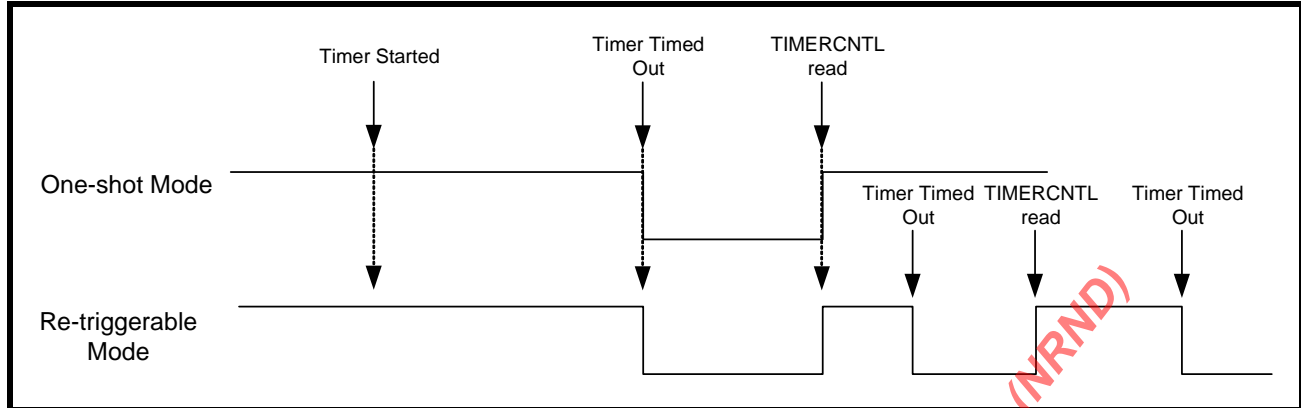 Timer Started
Timer Timed
Out
TIMERCNTL
read
One-shot Mode
Timer Timed
Out
TIMERCNTL
read
Timer Timed
Out
Re-triggerable
Mode
(NRND)